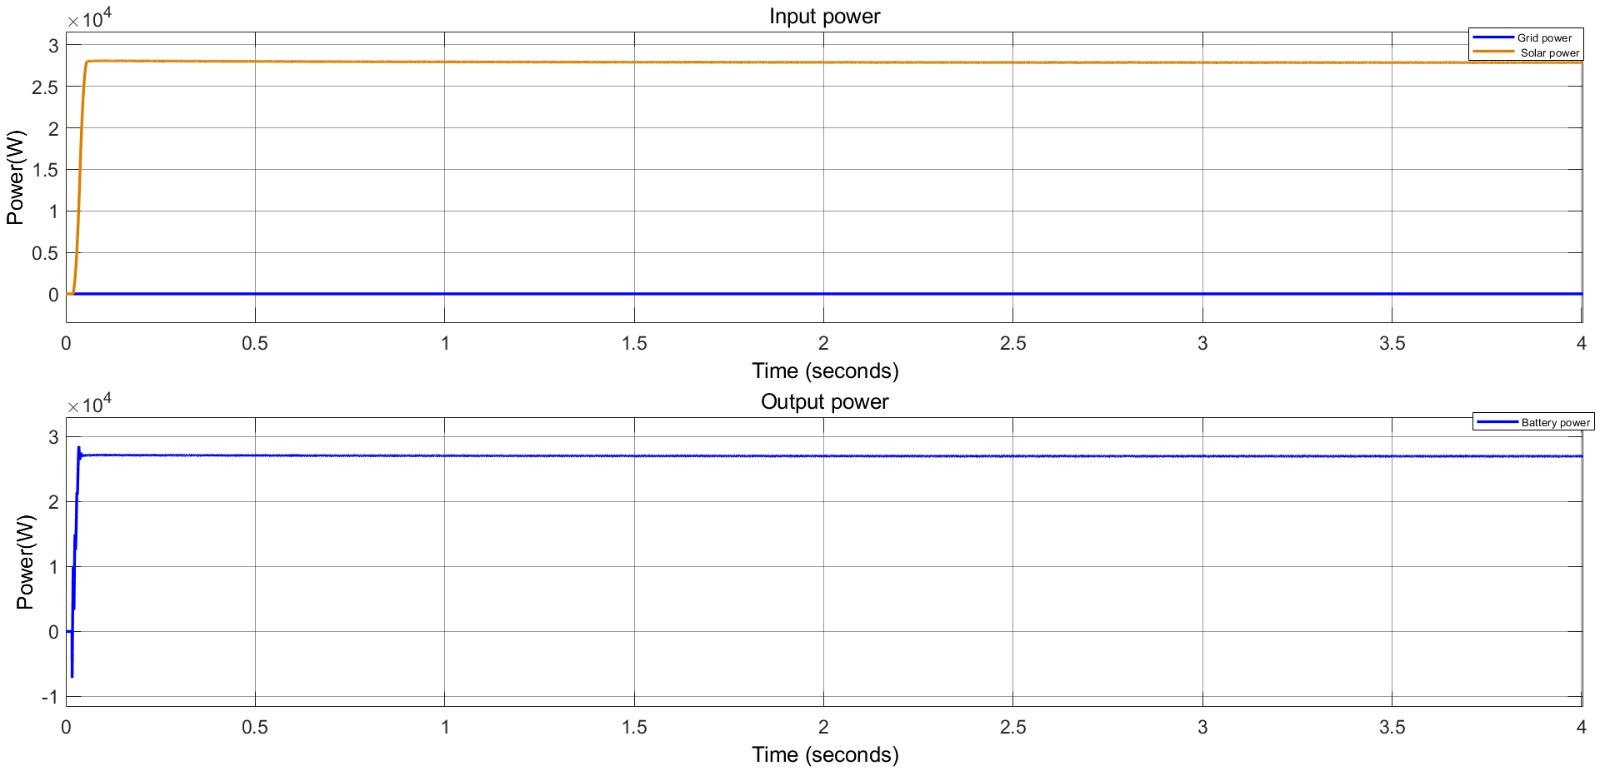 Input power
×10^4
Grid power
Solar power
3
2.5
2
1.5
1
0.5
0
Power(W)
0 0.5 1 1.5 2 2.5 3 3.5 4
Time (seconds)
Output power
×10^4
Battery power
3
2
1
0
-1
Power(W)
0 0.5 1 1.5 2 2.5 3 3.5 4
Time (seconds)